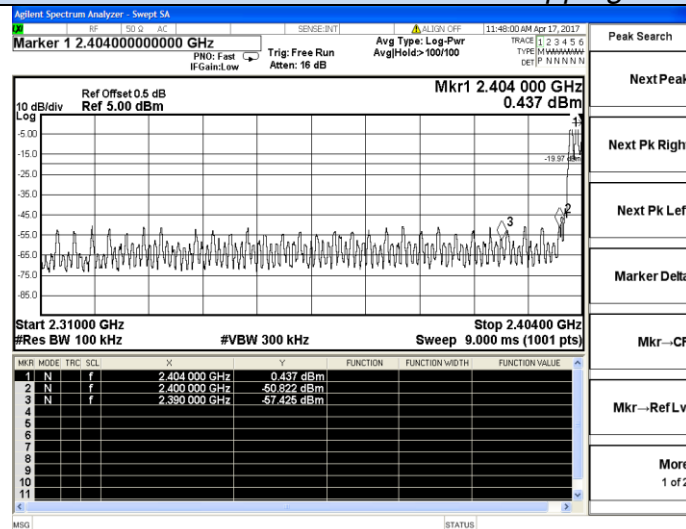 pping
Agilent Spectrum Analyzer - Swept SA
RF 50 Ω AC SENSE:INT ALIGN OFF 11:48:00 AM Apr 17, 2017
Marker 1 2.404000000000 GHz
PNO: Fast
IFGain:Low
Trig: Free Run
Atten: 16 dB
Avg Type: Log-Pwr
Avg|Hold:>100/100
TRACE 1 2 3 4 5 6
TYPE M
DET P N N N N N
Peak Search
Mkr1 2.404 000 GHz
0.437 dBm
Ref Offset 0.5 dB
10 dB/div Ref 5.00 dBm
Log
-5.00
-15.0
-19.97 dBm
-25.0
-35.0
-45.0
-55.0
-65.0
-75.0
-85.0
1
2
3
Start 2.31000 GHz Stop 2.40400 GHz
#Res BW 100 kHz #VBW 300 kHz Sweep 9.000 ms (1001 pts)
MKR MODE TRC SCL X Y FUNCTION FUNCTION WIDTH FUNCTION VALUE
1 N f 2.404 000 GHz 0.437 dBm
2 N f 2.400 000 GHz -50.822 dBm
3 N f 2.390 000 GHz -57.425 dBm
4
5
6
7
8
9
10
11
MSG STATUS
Next Peak
Next Pk Righ
Next Pk Lef
Marker Delta
Mkr→CF
Mkr→Ref Lv
More
1 of 2